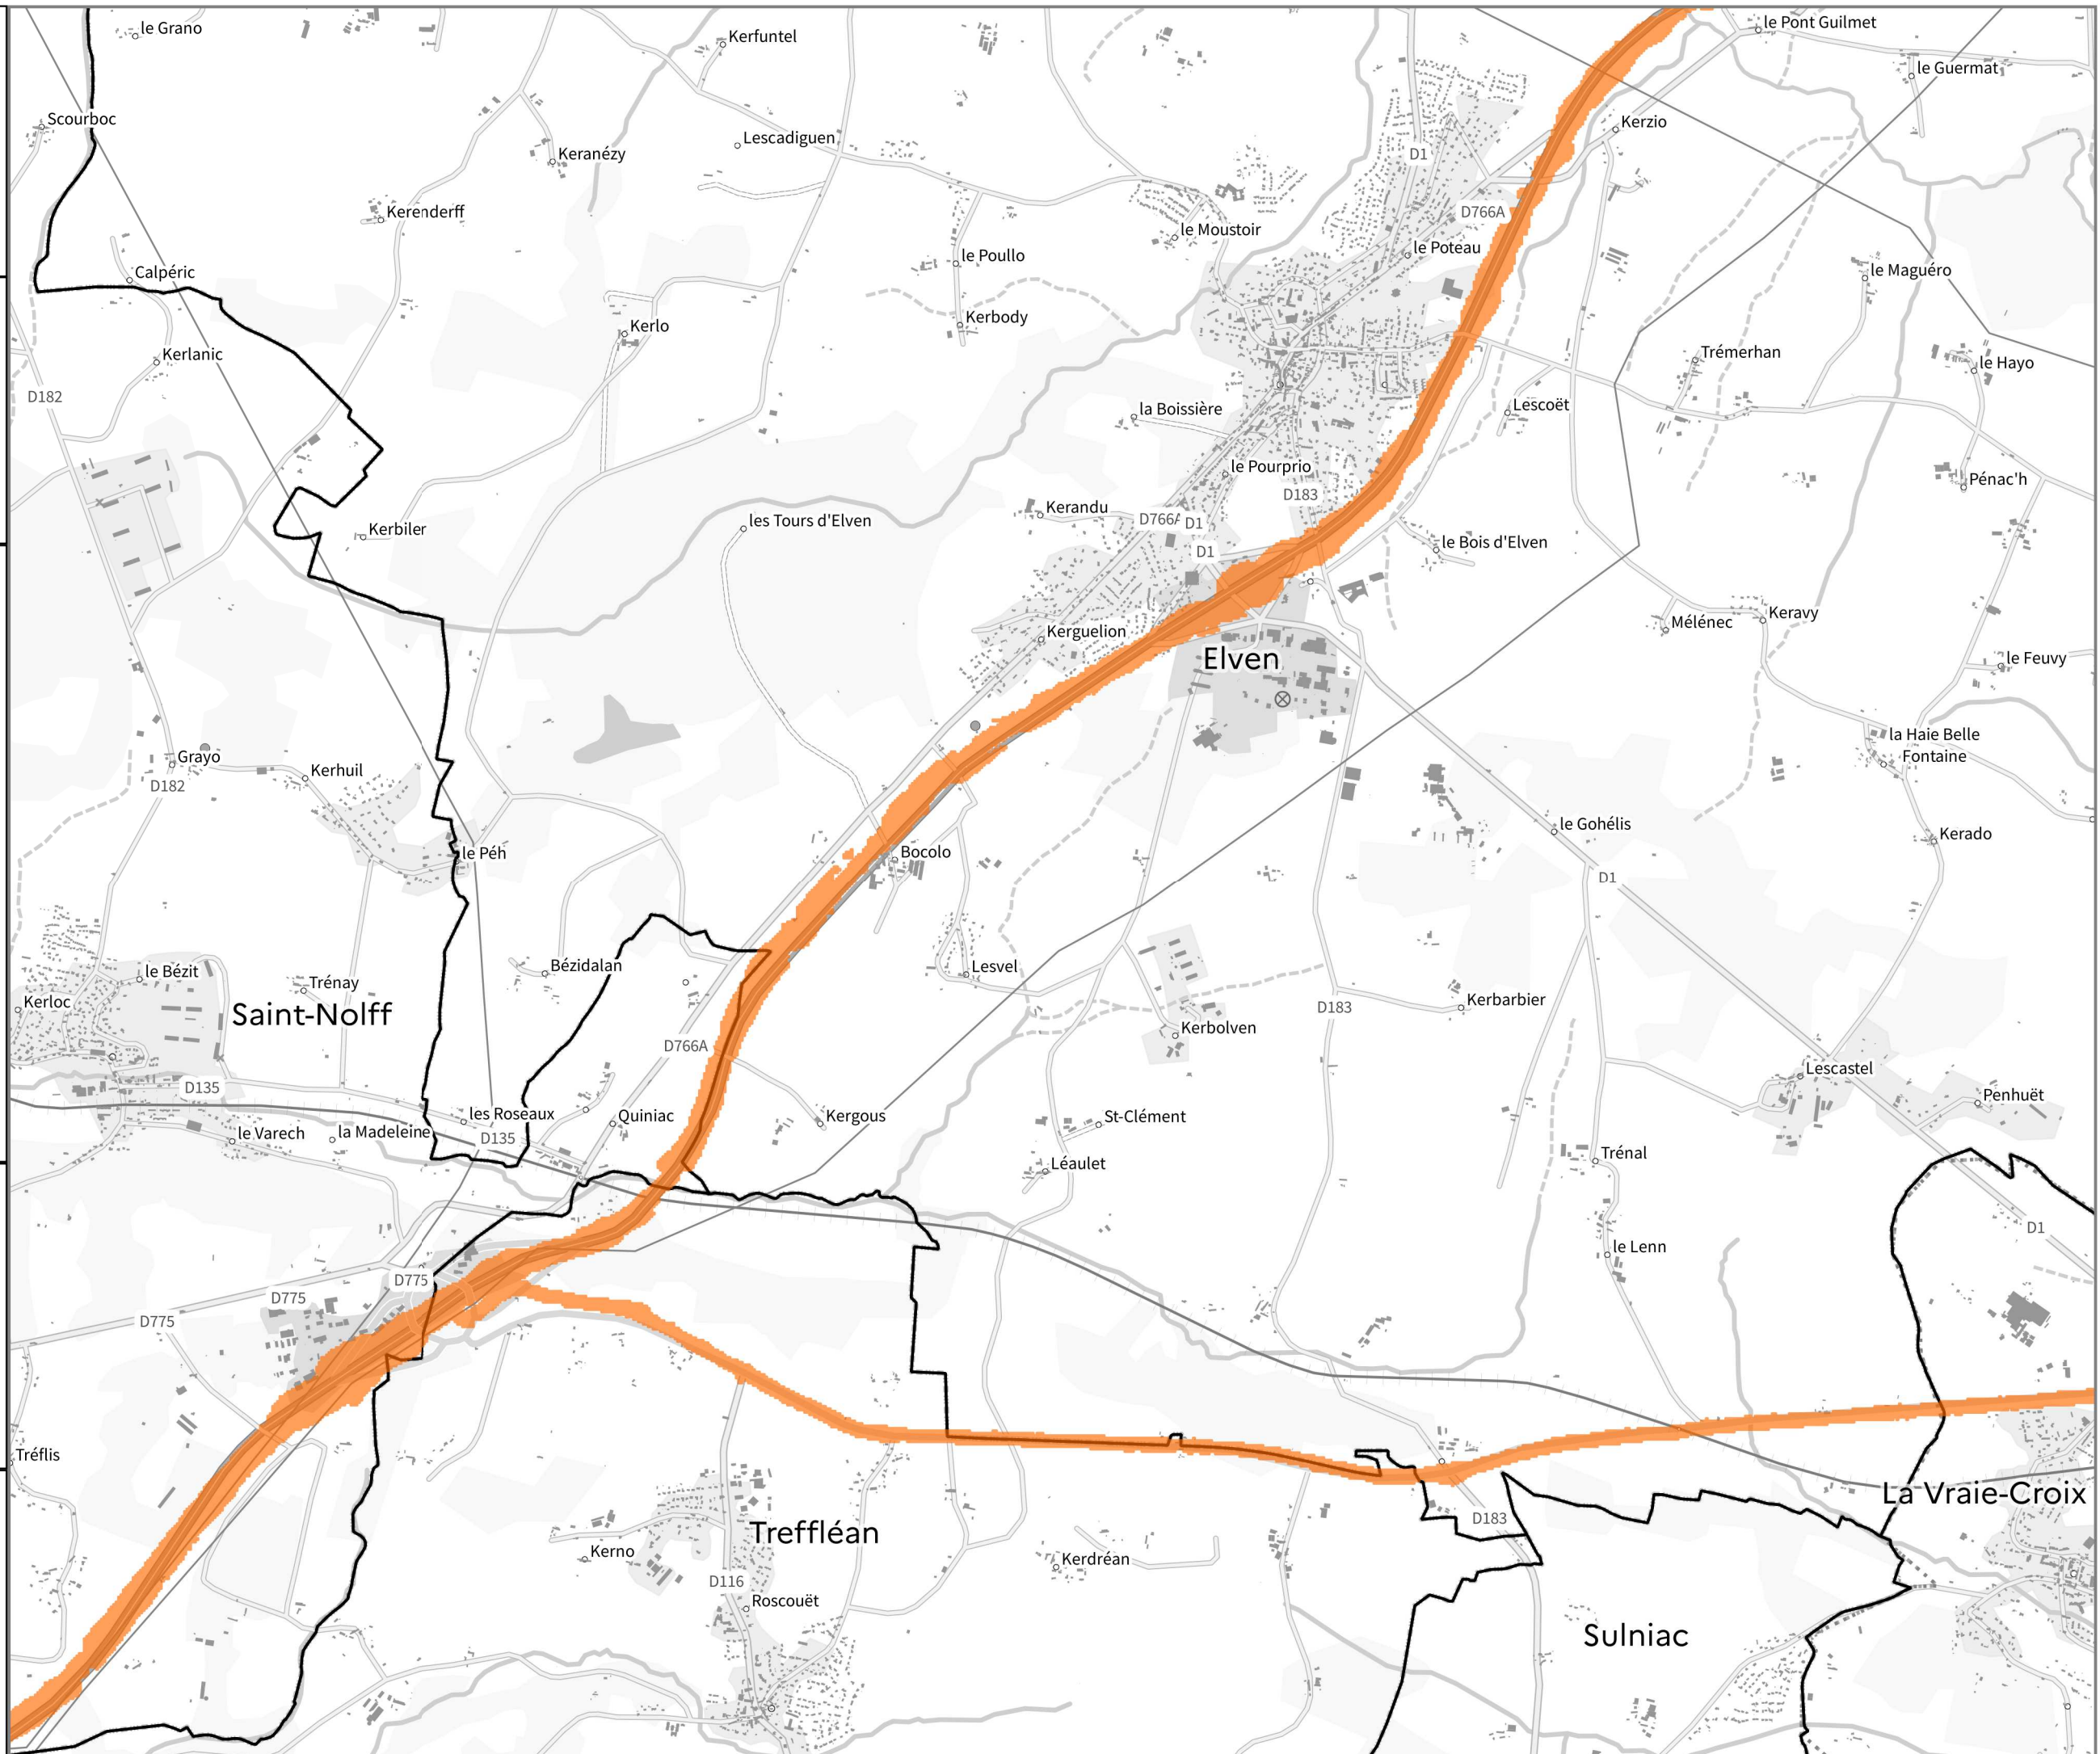 le Grano
Kerfuntel
le Pont Guilmet
le Guermat
Scourboc
Keranézy
Lescadiguen
D1
Kerzio
Kerenderff
le Moustoir
D766A
le Poteau
le Poullo
Calpéric
le Maguéro
Kerlo
Kerbody
Kerlanic
Trémerhan
le Hayo
D182
la Boissière
Lescoët
le Pourprio
D183
Pénac'h
Kerbiler
les Tours d'Elven
Kerandu
D766A
D1
D1
le Bois d'Elven
Kerguelion
Elven
Mélénec
Keravy
le Feuvy
Grayo
Kerhuil
D182
la Haie Belle
Fontaine
le Péh
Bocolo
le Gohélis
Kerado
D1
le Bézit
Trénay
Bézidalan
Lesvel
Kerloc
Saint-Nolff
D766A
Kerbolven
D183
Kerbarbier
D135
les Roseaux
Quiniac
Kergous
St-Clément
Lescastel
Penhuët
le Varech
la Madeleine
D135
Léaulet
Trénal
D1
le Lenn
D775
D775
D775
Tréflis
La Vraie-Croix
Kerno
Treffléan
Kerdréan
D183
D116
Roscouët
Sulniac